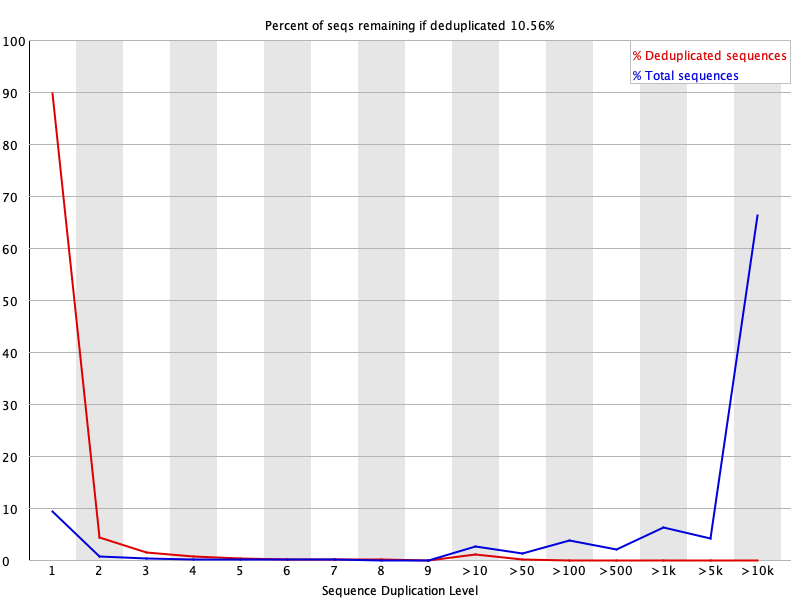 Percent of seqs remaining if deduplicated 10.56%
% Deduplicated sequences
% Total sequences
100
90
80
70
60
50
40
30
20
10
0
1 2 3 4 5 6 7 8 9 >10 >50 >100 >500 >1k >5k >10k
Sequence Duplication Level